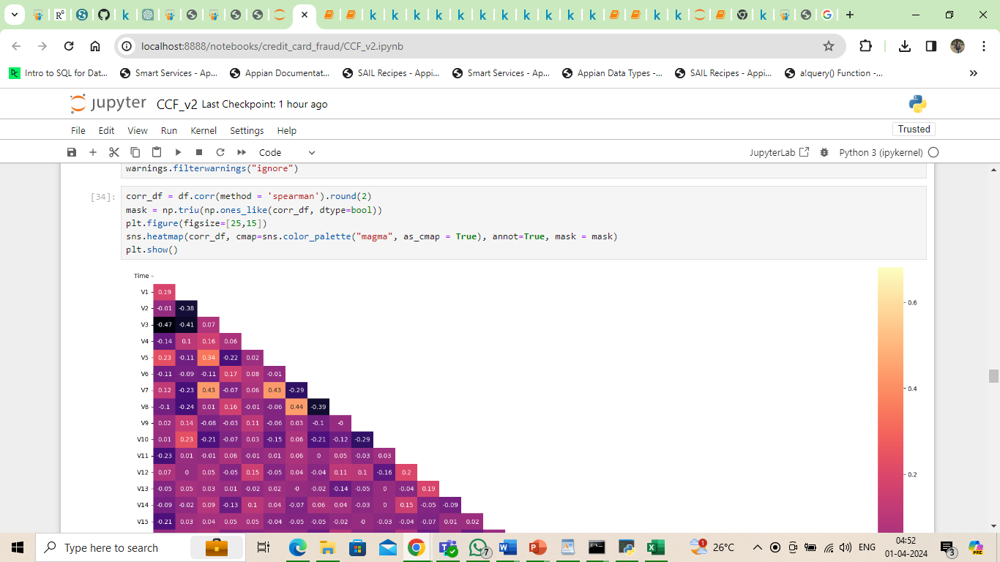 localhost:8888/notebooks/credit_card_fraud/CCF_v2.ipynb
Intro to SQL for Dat... Smart Services - Ap... Appian Documentat... SAIL Recipes - Appi... Smart Services - Ap... Appian Data Types -... SAIL Recipes - Appi... a!query() Function -...
jupyter CCF_v2 Last Checkpoint: 1 hour ago
File Edit View Run Kernel Settings Help
Trusted
Code
JupyterLab Python 3 (ipykernel)
warnings.filterwarnings("ignore")
[34]:
corr_df = df.corr(method = 'spearman').round(2)
mask = np.triu(np.ones_like(corr_df, dtype=bool))
plt.figure(figsize=[25,15])
sns.heatmap(corr_df, cmap=sns.color_palette("magma", as_cmap = True), annot=True, mask = mask)
plt.show()
Time
V1 0.19
V2 -0.01 -0.38
V3 -0.47 -0.41 0.07
V4 -0.14 0.1 0.16 0.06
V5 0.23 -0.11 0.34 -0.22 0.02
V6 -0.11 -0.09 -0.11 0.17 0.08 -0.01
V7 0.12 -0.23 0.43 -0.07 0.06 0.43 -0.29
V8 -0.1 -0.24 0.01 0.16 -0.01 -0.06 0.44 -0.39
V9 0.02 0.14 -0.08 -0.03 0.11 -0.06 0.03 -0.1 -0
V10 0.01 0.23 -0.21 -0.07 0.03 -0.15 0.06 -0.21 -0.12 -0.29
V11 -0.23 0.01 -0.01 0.06 -0.01 0.01 0.06 0 0.05 -0.03 0.03
V12 0.07 0 0.05 -0.05 0.15 -0.05 0.04 -0.04 0.11 0.1 -0.16 0.2
V13 -0.05 0.05 0.03 0.01 -0.02 0.02 -0 -0.02 -0.14 -0.05 0 -0.04 0.19
V14 -0.09 -0.02 0.09 -0.13 0.1 0.04 -0.07 0.06 0.04 -0.03 0 0.15 -0.05 -0.09
V15 -0.21 0.03 0.04 0.05 0.05 -0.04 -0.05 -0.05 -0.02 -0 -0.03 -0.04 -0.07 0.01 0.02
0.6
0.4
0.2
Type here to search
7
1
26°C
ENG
04:52
01-04-2024
3
PRE